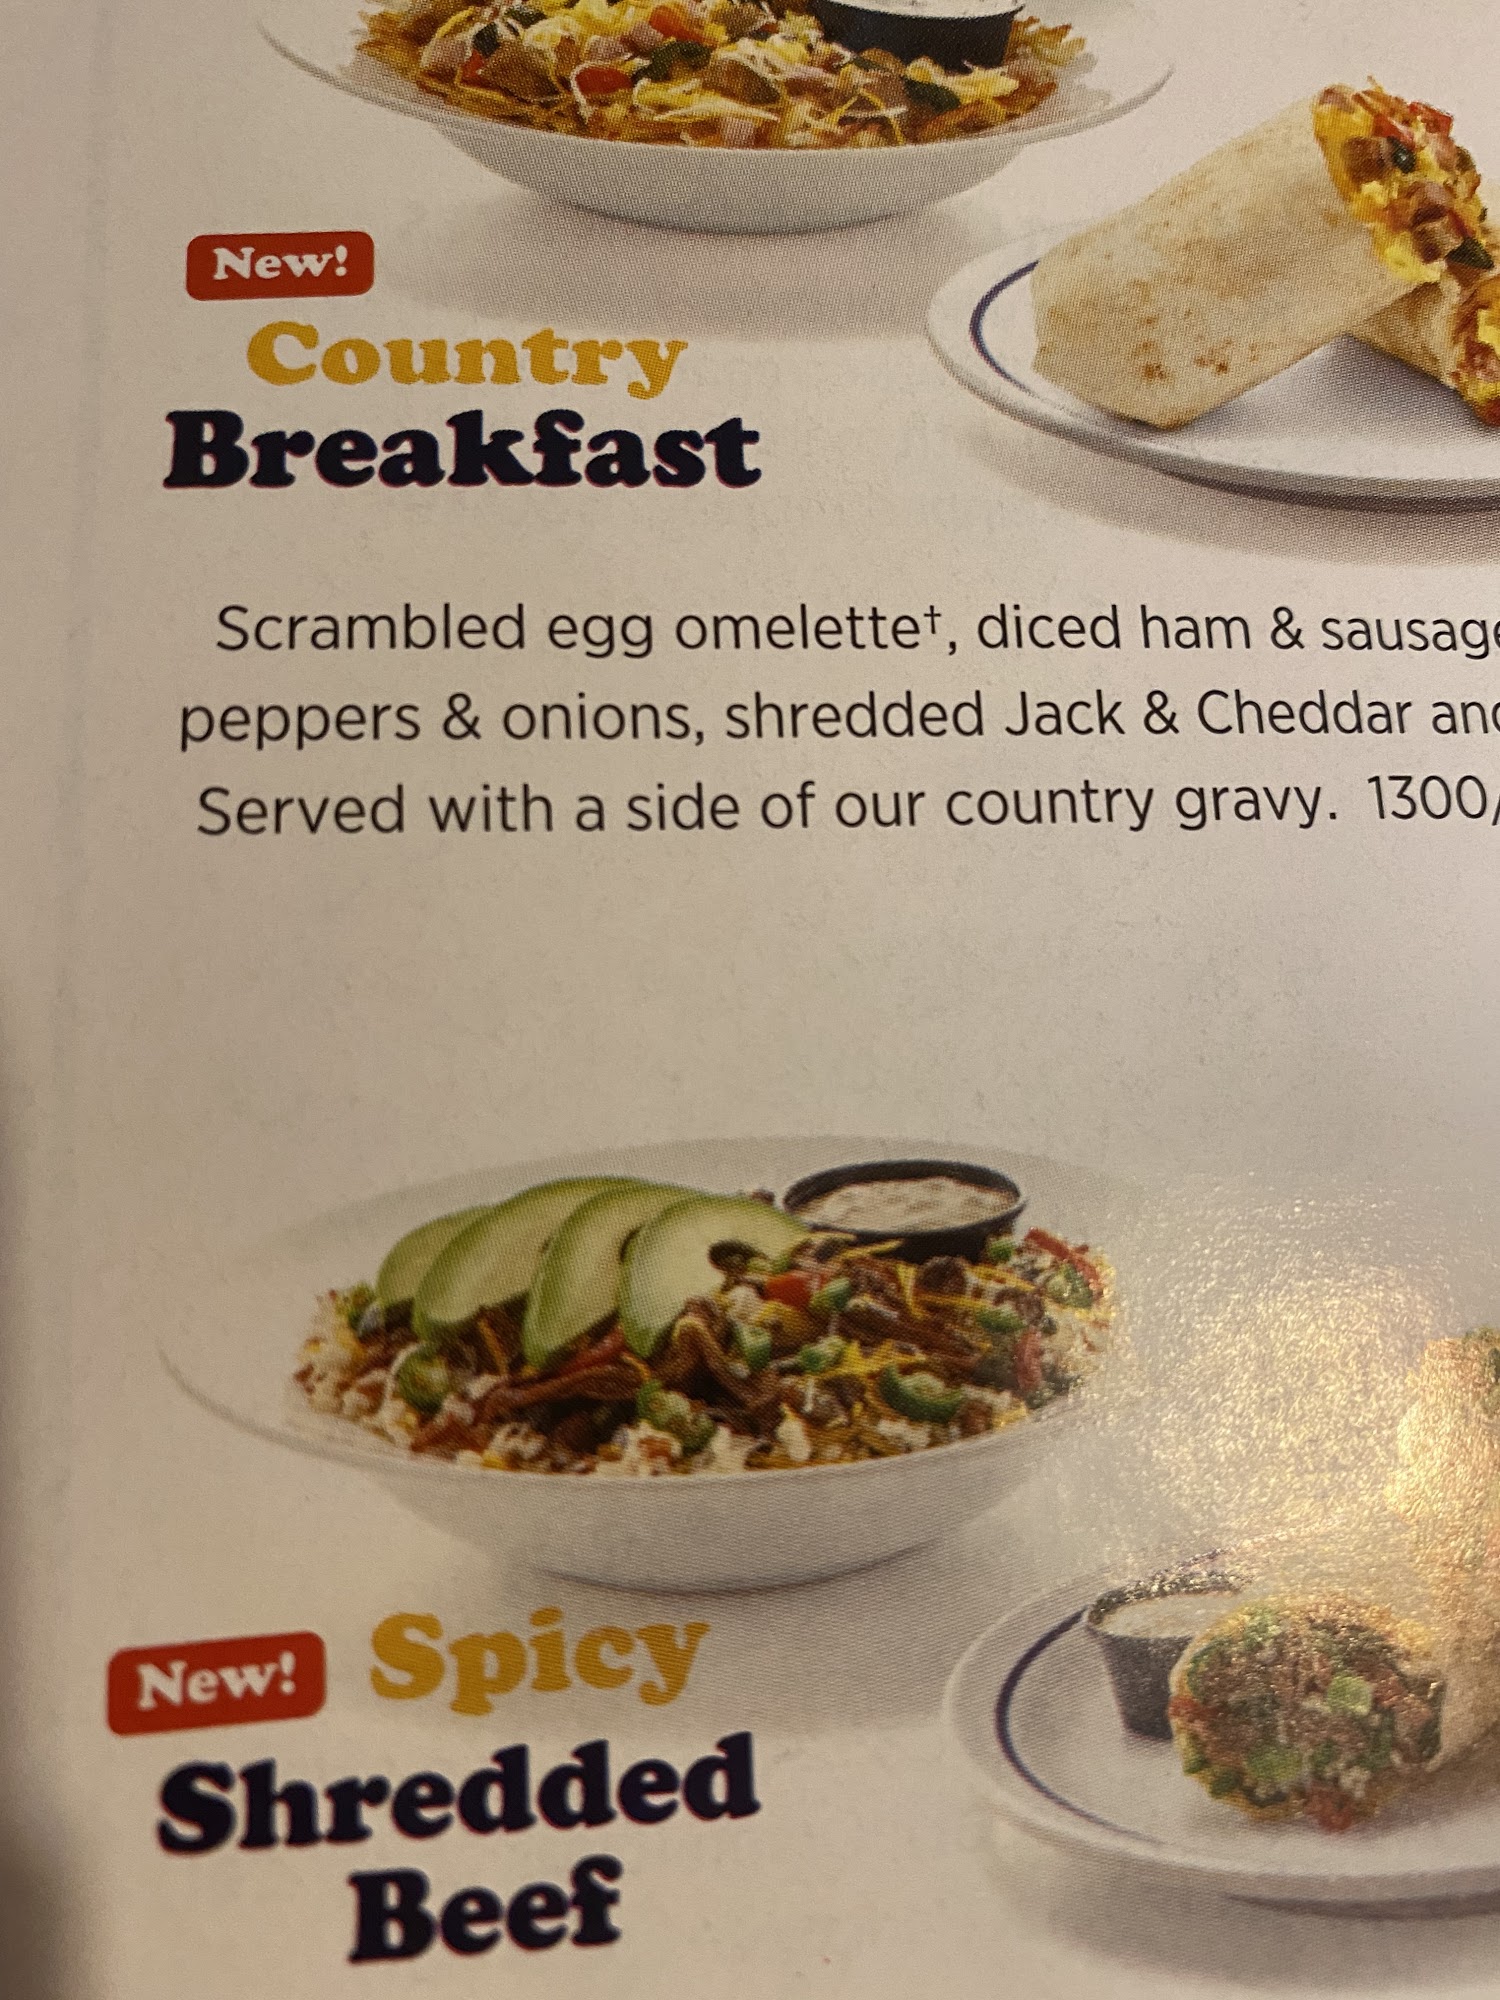 New!
Country
Breakfast
Scrambled egg omelette†, diced ham & sausage
peppers & onions, shredded Jack & Cheddar
Served with a side of our country gravy. 1300/
New! Spicy
Shredded
Beef